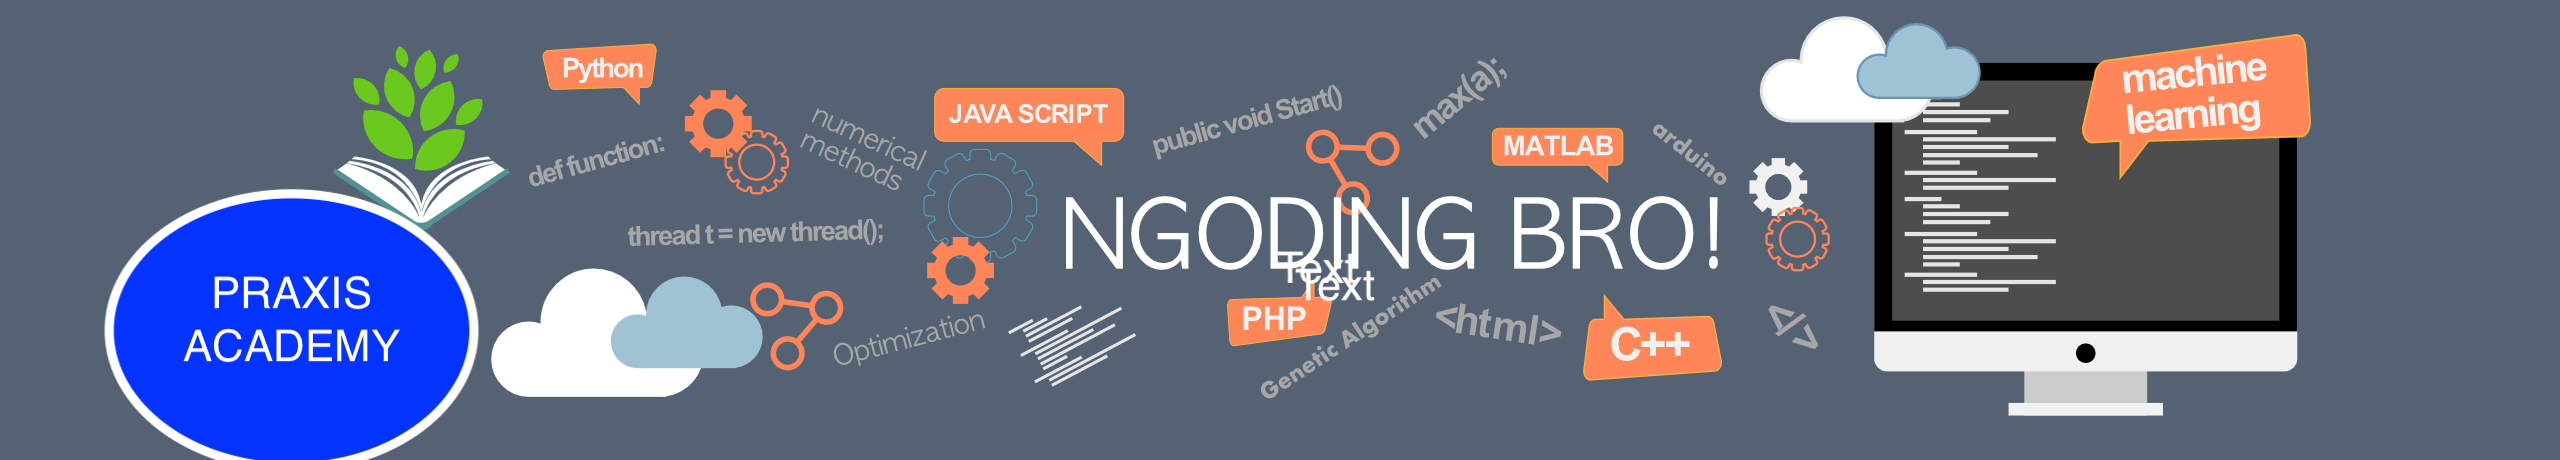 Python
def function:
numerical
methods
JAVA SCRIPT
public void Start()
max(a);
MATLAB
arduino
machine
learning
thread t = new thread();
NGODING BRO!
Text
Text
PRAXIS
ACADEMY
Optimization
PHP
Genetic Algorithm
<html>
C++
</>